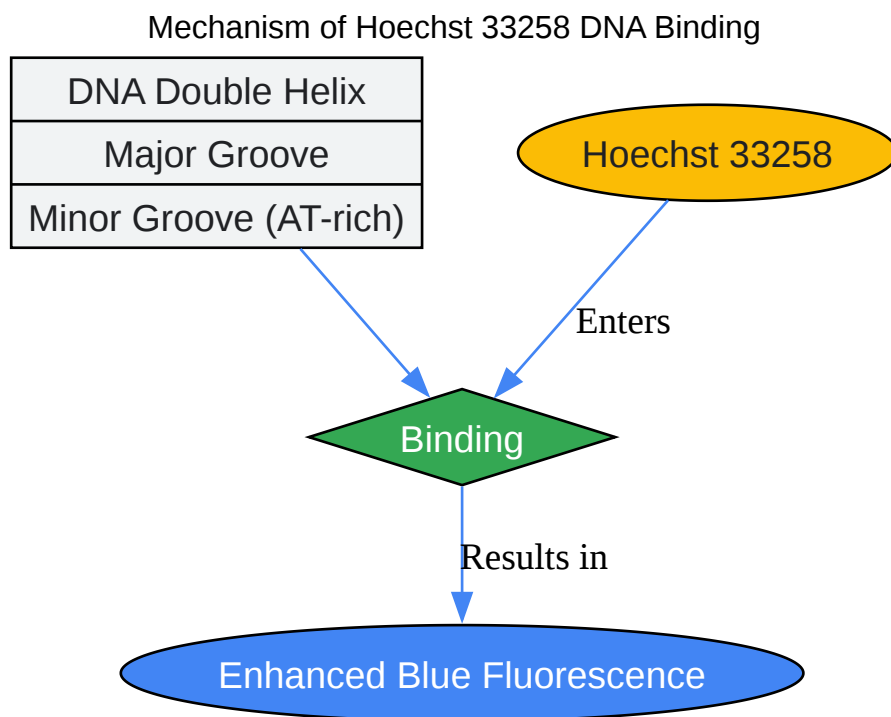 Mechanism of Hoechst 33258 DNA Binding
DNA Double Helix
Major Groove
Minor Groove (AT-rich)
Hoechst 33258
Enters
Binding
Results in
Enhanced Blue Fluorescence